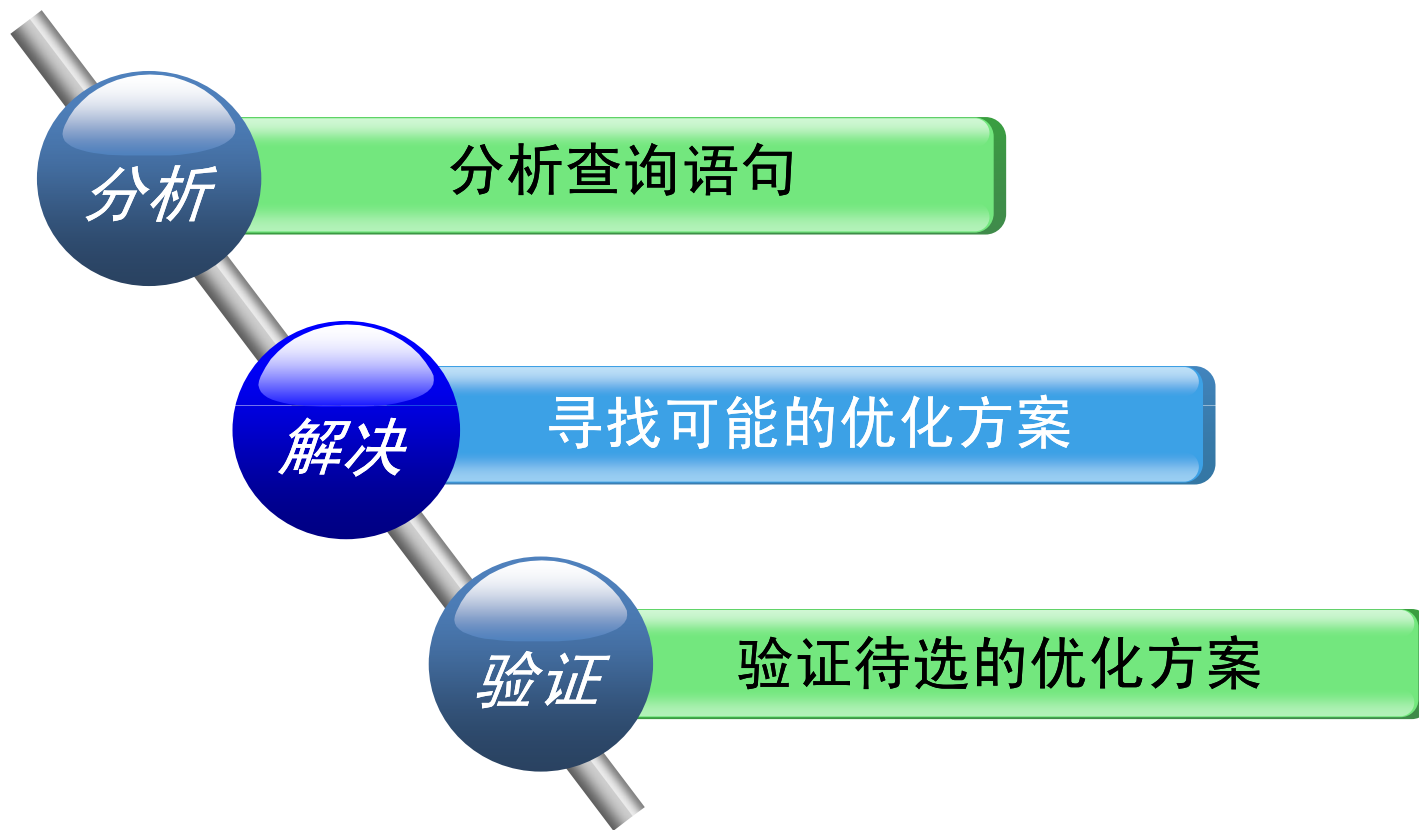 分析
分析查询语句
解决
寻找可能的优化方案
验证
验证待选的优化方案